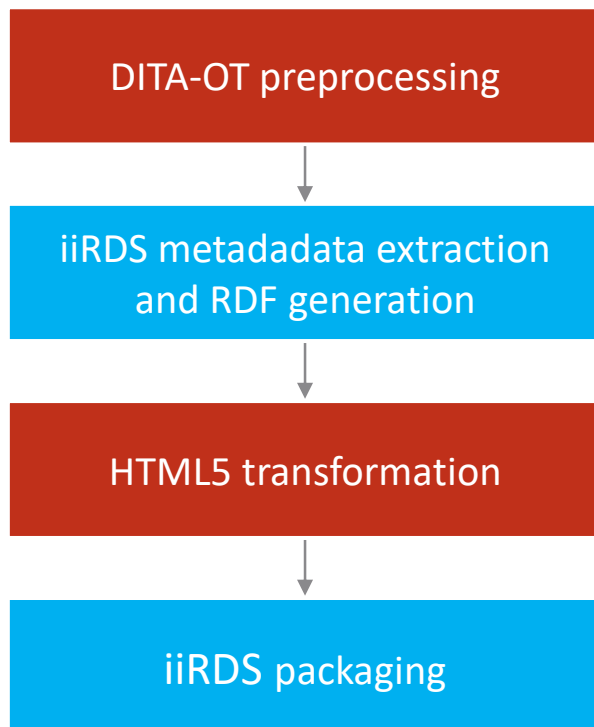 DITA-OT preprocessing
iiRDS metadadata extraction
and RDF generation
HTML5 transformation
iiRDS packaging